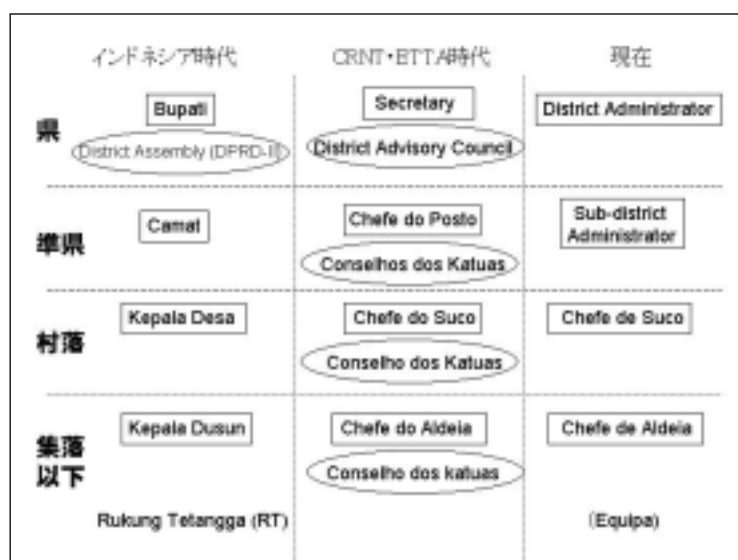 インドネシア時代 CRNT・ETTA時代 現在
県
Bupati Secretary District Administrator
District Assembly (DPRD-II) District Advisory Council
準県
Camat Chefe do Posto Sub-district
Administrator
Conselhos dos Katuas
村落
Kepala Desa Chefe do Suco Chefe de Suco
Conselho dos Katuas
集落
以下
Kepala Dusun Chefe do Aldeia Chefe de Aldeia
Conselho dos katuas
Rukung Tetangga (RT) (Equipa)